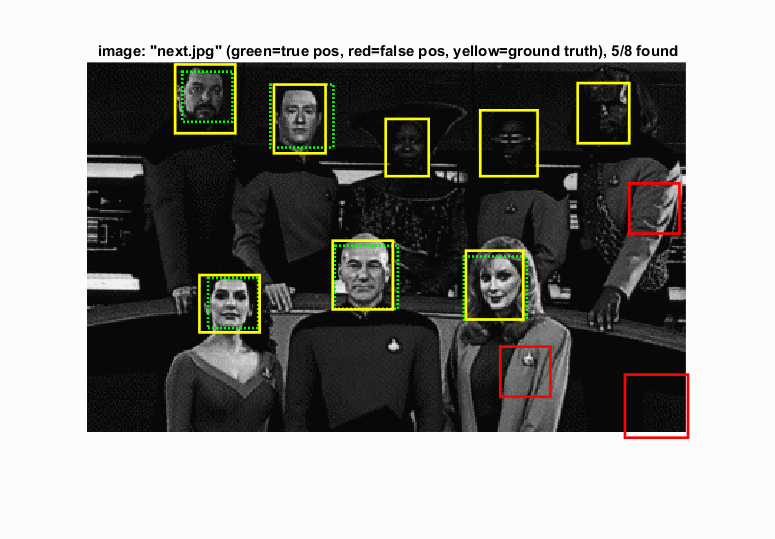 image: "next.jpg" (green=true pos, red=false pos, yellow=ground truth), 5/8 found